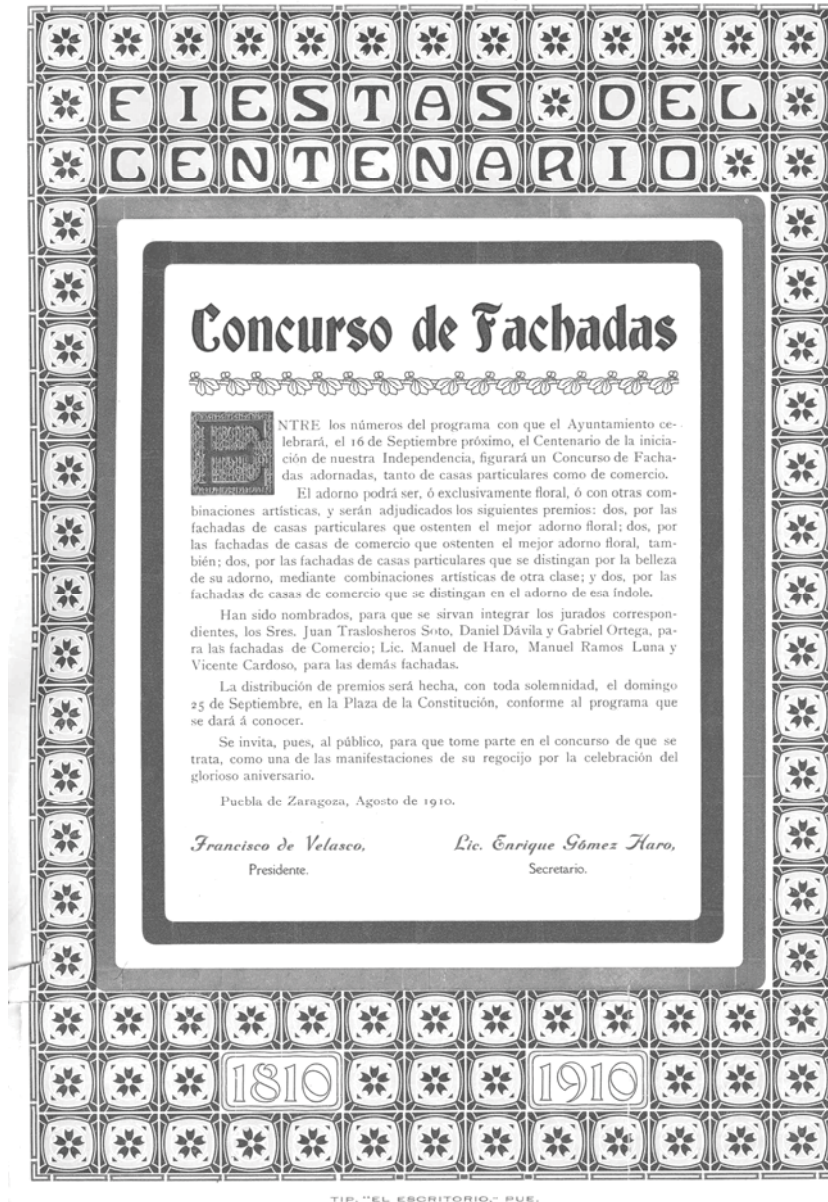 FIESTAS DEL
CENTENARIO
Concurso de Fachadas
ENTRE los números del programa con que el Ayuntamiento ce-
lebrará, el 16 de Septiembre próximo, el Centenario de la inicia-
ción de nuestra Independencia, figurará un Concurso de Facha-
das adornadas, tanto de casas particulares como de comercio.
El adorno podrá ser, ó exclusivamente floral, ó con otras com-
binaciones artísticas, y serán adjudicados los siguientes premios: dos, por las
fachadas de casas particulares que ostenten el mejor adorno floral; dos, por
las fachadas de casas de comercio que ostenten el mejor adorno floral, tam-
bién; dos, por las fachadas de casas particulares que se distingan por la belleza
de su adorno, mediante combinaciones artísticas de otra clase; y dos, por las
fachadas de casas de comercio que se distingan en el adorno de esa índole.
Han sido nombrados, para que se sirvan integrar los jurados correspon-
dientes, los Sres. Juan Traslosheros Soto, Daniel Dávila y Gabriel Ortega, pa-
ra las fachadas de Comercio; Lic. Manuel de Haro, Manuel Ramos Luna y
Vicente Cardoso, para las demás fachadas.
La distribución de premios será hecha, con toda solemnidad, el domingo
25 de Septiembre, en la Plaza de la Constitución, conforme al programa que
se dará á conocer.
Se invita, pues, al público, para que tome parte en el concurso de que se
trata, como una de las manifestaciones de su regocijo por la celebración del
glorioso aniversario.
Puebla de Zaragoza, Agosto de 1910.
Francisco de Velasco, Lic. Enrique Gómez Haro,
Presidente. Secretario.
1810 1910
TIP. "EL ESCRITORIO,- PUE.